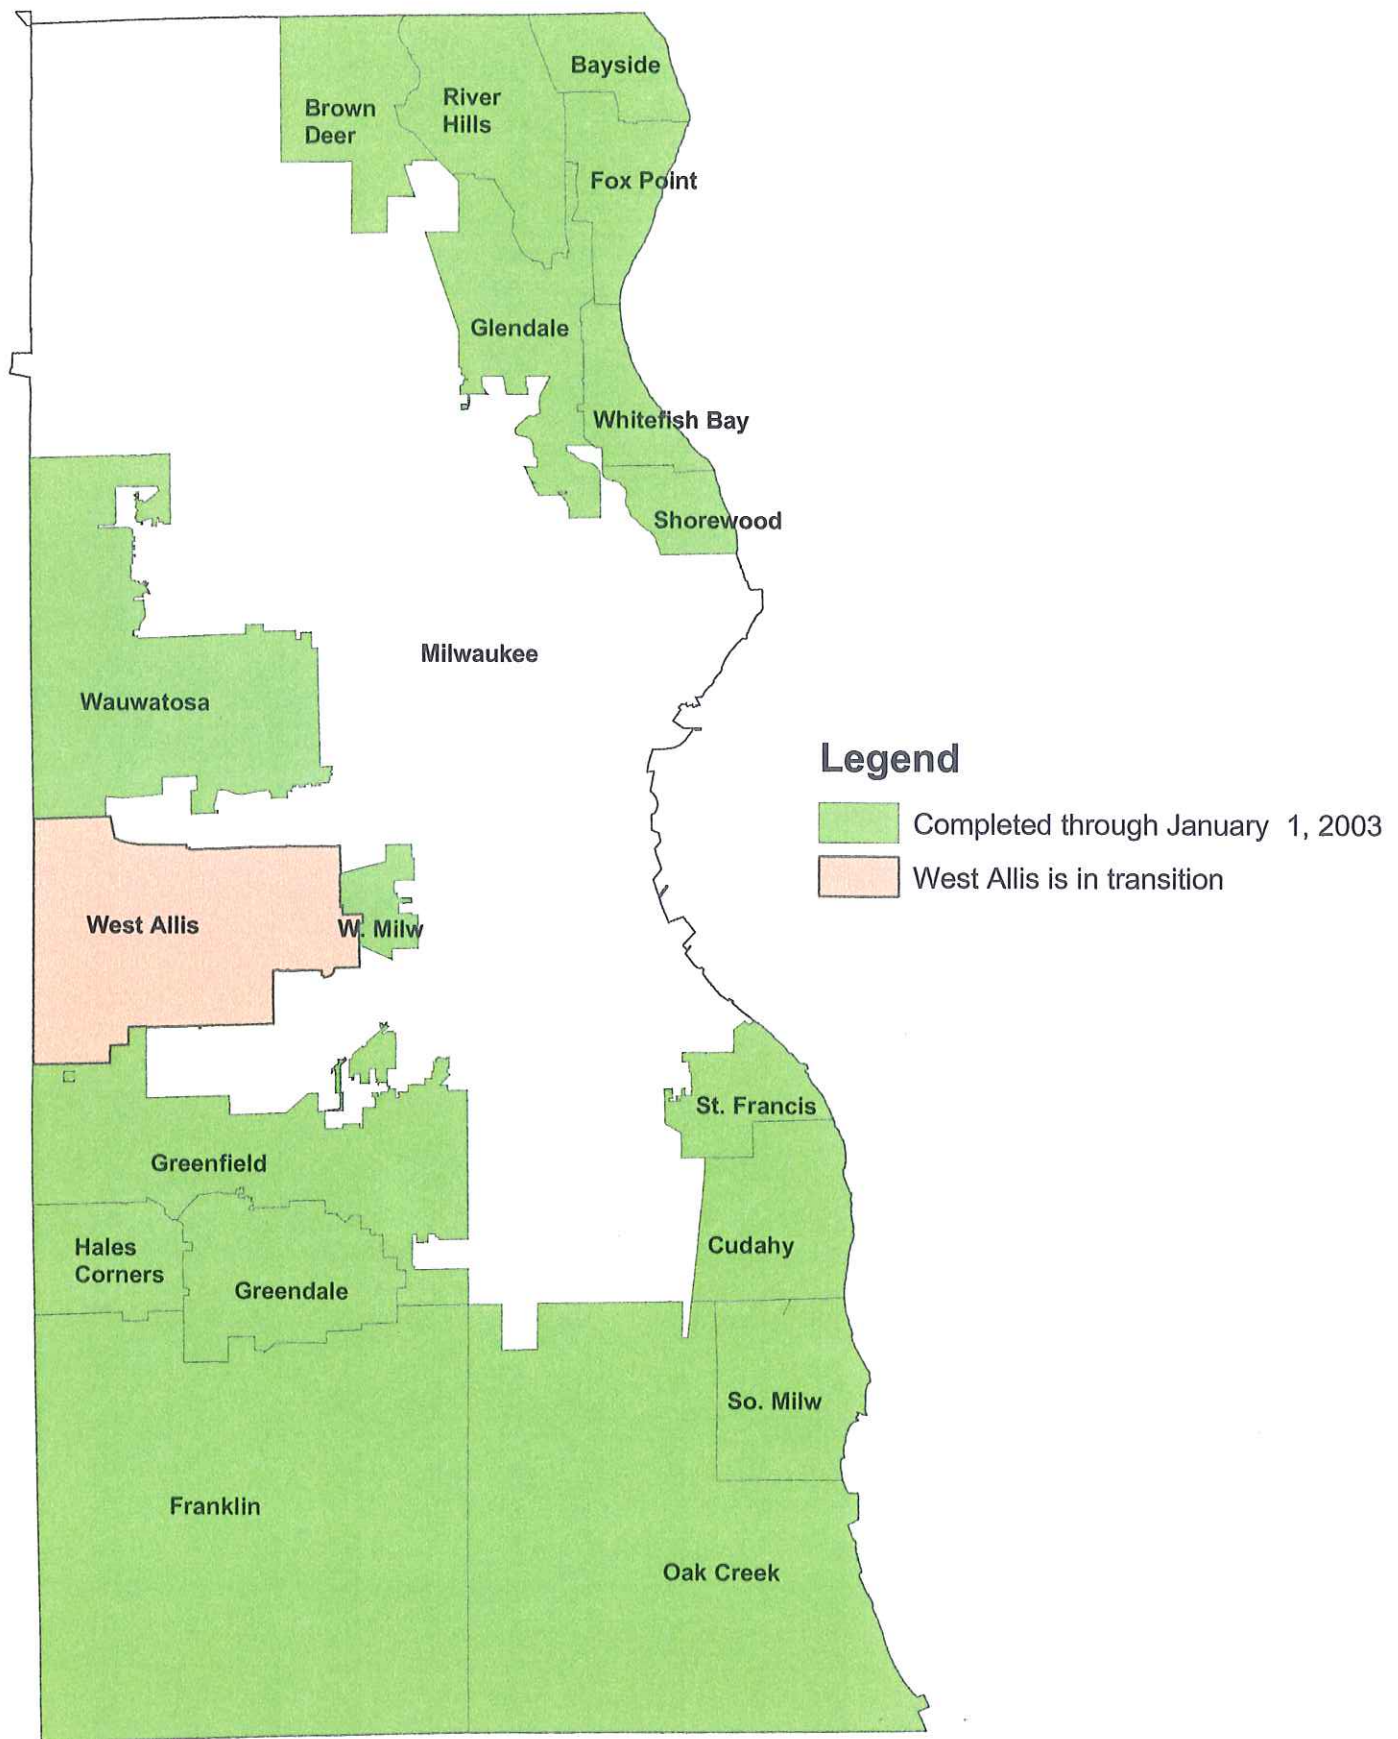 Bayside
River
Hills
Brown
Deer
Fox Point
Glendale
Whitefish Bay
Shorewood
Milwaukee
Wauwatosa
Legend
Completed through January 1, 2003
West Allis is in transition
West Allis
W. Milw
St. Francis
Greenfield
Hales
Corners
Cudahy
Greendale
So. Milw
Franklin
Oak Creek